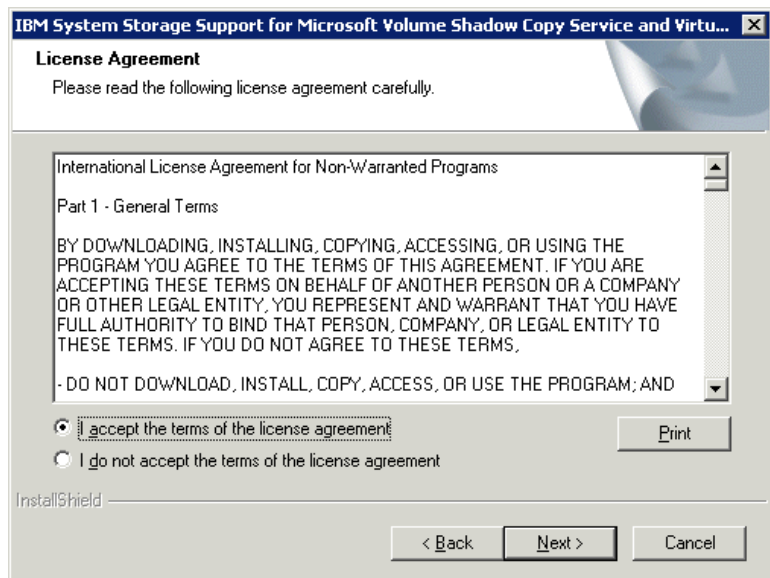 IBM System Storage Support for Microsoft Volume Shadow Copy Service and Virtu...
License Agreement
Please read the following license agreement carefully.
International License Agreement for Non-Warranted Programs
Part 1 - General Terms
BY DOWNLOADING, INSTALLING, COPYING, ACCESSING, OR USING THE
PROGRAM YOU AGREE TO THE TERMS OF THIS AGREEMENT. IF YOU ARE
ACCEPTING THESE TERMS ON BEHALF OF ANOTHER PERSON OR A COMPANY
OR OTHER LEGAL ENTITY, YOU REPRESENT AND WARRANT THAT YOU HAVE
FULL AUTHORITY TO BIND THAT PERSON, COMPANY, OR LEGAL ENTITY TO
THESE TERMS. IF YOU DO NOT AGREE TO THESE TERMS,
- DO NOT DOWNLOAD, INSTALL, COPY, ACCESS, OR USE THE PROGRAM; AND
I accept the terms of the license agreement
Print
I do not accept the terms of the license agreement
InstallShield
< Back
Next >
Cancel